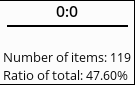 0:0
Number of items: 119
Ratio of total: 47.60%